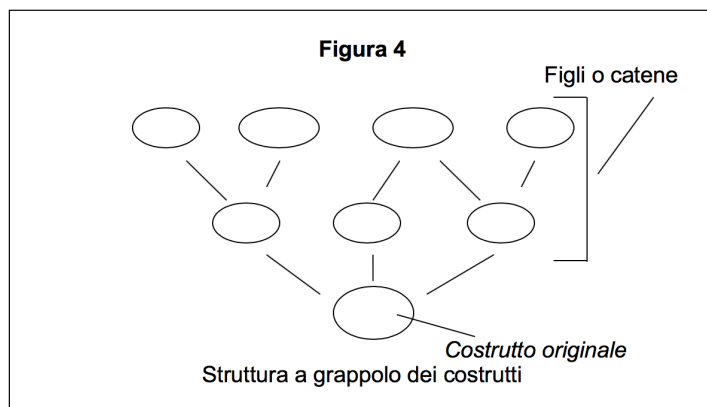 Figura 4
Figli o catene
Costrutto originale
Struttura a grappolo dei costrutti